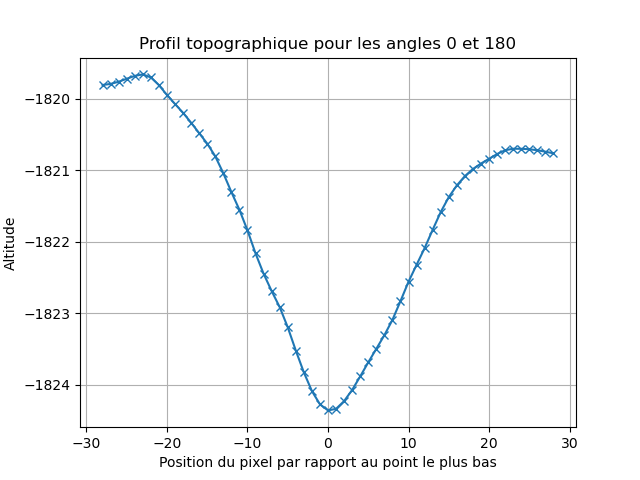 Profil topographique pour les angles 0 et 180
−1820
−1821
−1822
−1823
−1824
Altitude
−30 −20 −10 0 10 20 30
Position du pixel par rapport au point le plus bas